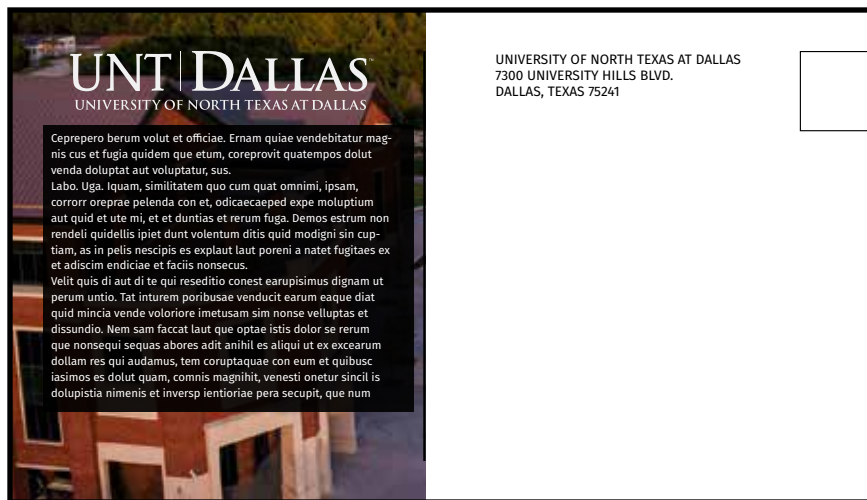 UNT DALLAS
UNIVERSITY OF NORTH TEXAS AT DALLAS
Ceprepero berum volut et officiae. Ernam quiae vendebitatur mag-
nis cus et fugia quidem que etum, coreprovit quatempos dolut
venda doluptat aut voluptatur, sus.
Labo. Uga. Iquam, similitatem quo cum quat omnimi, ipsam,
corrorr oreprae pelenda con et, odicaecaeped expe moluptium
aut quid et ute mi, et et duntias et rerum fuga. Demos estrum non
rendeli quidellis ipiet dunt volentum ditis quid modigni sin cup-
tiam, as in pelis nescipis es explaut laut poreni a natet fugitaes ex
et adiscim endiciae et faciis nonsecus.
Velit quis di aut di te qui reseditio conest earupisimus dignam ut
perum untio. Tat inturem poribusae venducit earum eaque diat
quid mincia vende voloriore imetusam sim nonse velluptas et
dissundio. Nem sam faccat laut que optae istis dolor se rerum
que nonsequi sequas abores adit anihil es aliqui ut ex excearum
dollam res qui audamus, tem coruptaquae con eum et quibusc
iasimos es dolut quam, comnis magnihit, venesti onetur sincil is
dolupistia nimenis et inversp ientioriae pera secupit, que num
UNIVERSITY OF NORTH TEXAS AT DALLAS
7300 UNIVERSITY HILLS BLVD.
DALLAS, TEXAS 75241